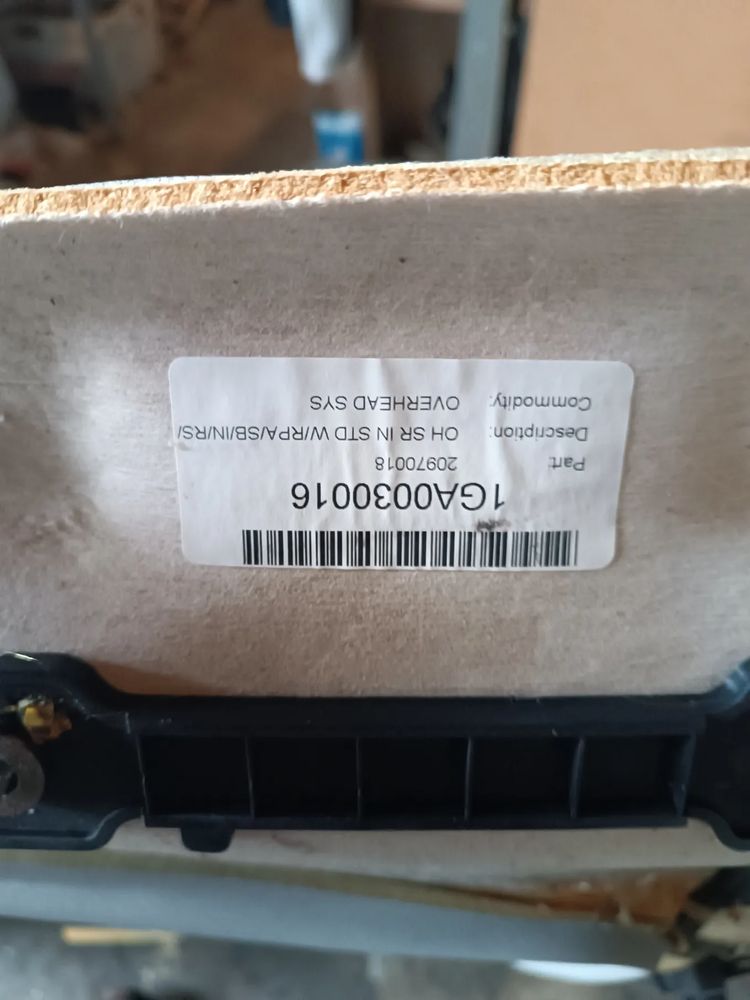 1GA0030016
Part: 20970018
Description: OH SR IN STD W/RPA/SB/IN/RS/
Commodity: OVERHEAD SYS